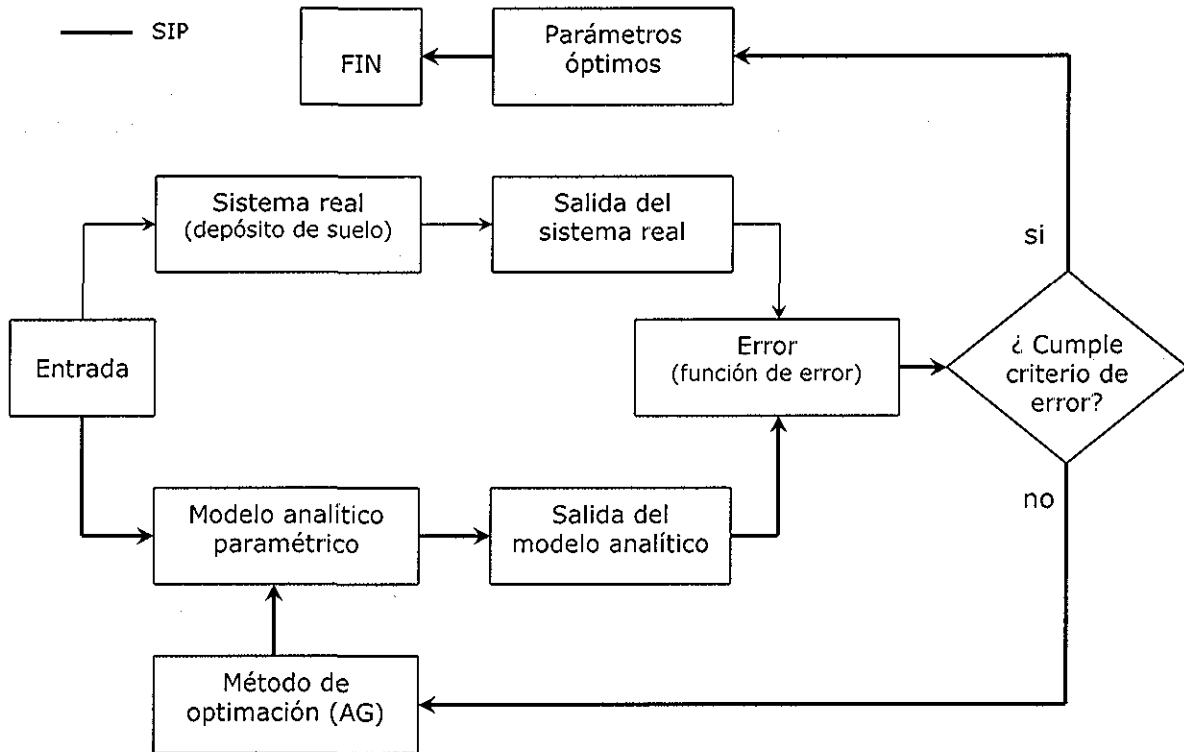 SIP
FIN
Parámetros
óptimos
Sistema real
(depósito de suelo)
Salida del
sistema real
si
Entrada
Error
(función de error)
¿ Cumple
criterio de
error?
no
Modelo analítico
paramétrico
Salida del
modelo analítico
Método de
optimación (AG)